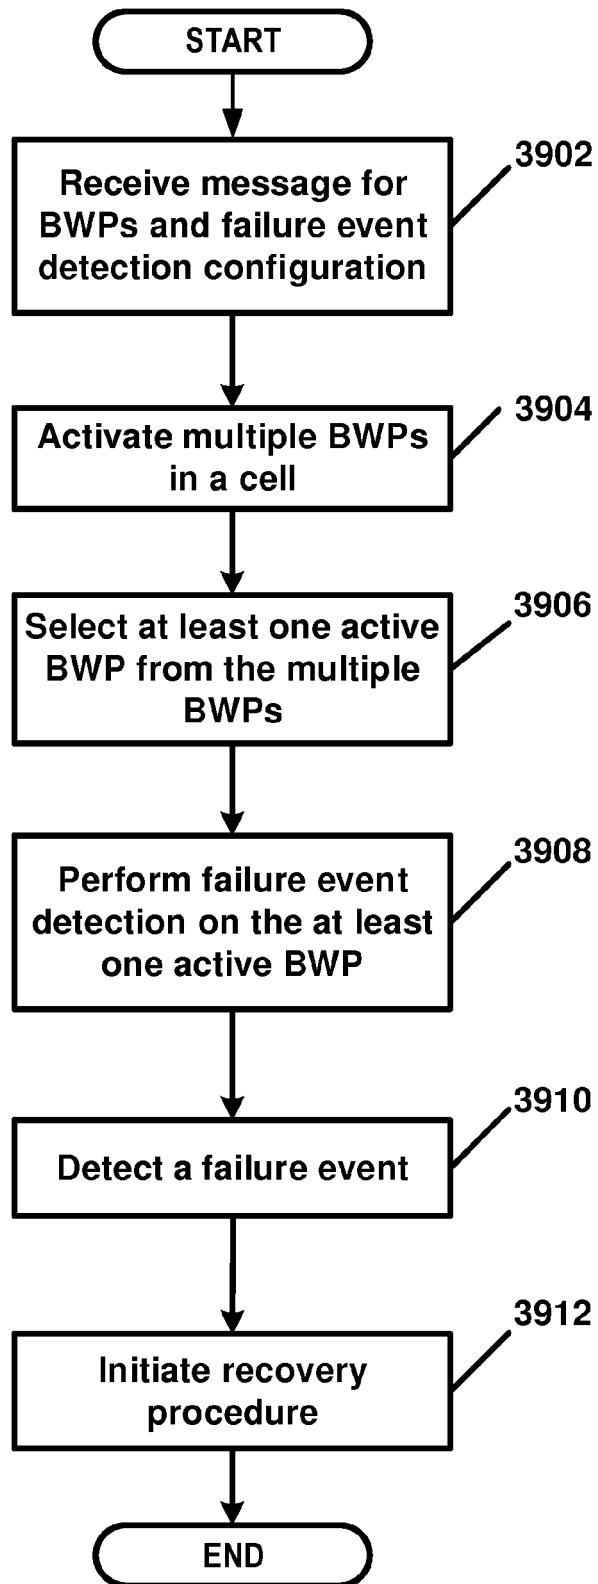 START
3902
Receive message for
BWPs and failure event
detection configuration
3904
Activate multiple BWPs
in a cell
3906
Select at least one active
BWP from the multiple
BWPs
3908
Perform failure event
detection on the at least
one active BWP
3910
Detect a failure event
3912
Initiate recovery
procedure
END